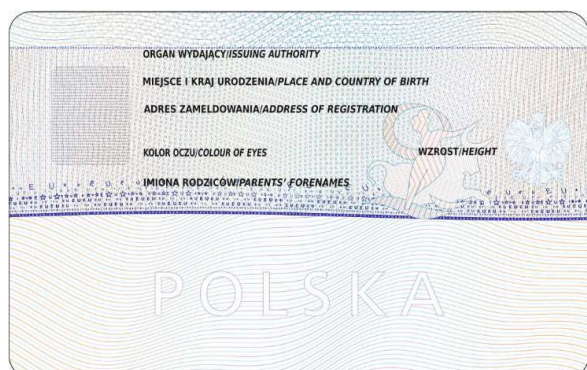 ORGAN WYDAJĄCY/ISSUING AUTHORITY
MIEJSCE I KRAJ URODZENIA/PLACE AND COUNTRY OF BIRTH
ADRES ZAMELDOWANIA/ADDRESS OF REGISTRATION
KOLOR OCZU/COLOUR OF EYES WZROST/HEIGHT
IMIONA RODZICÓW/PARENTS' FORENAMES
POLSKA